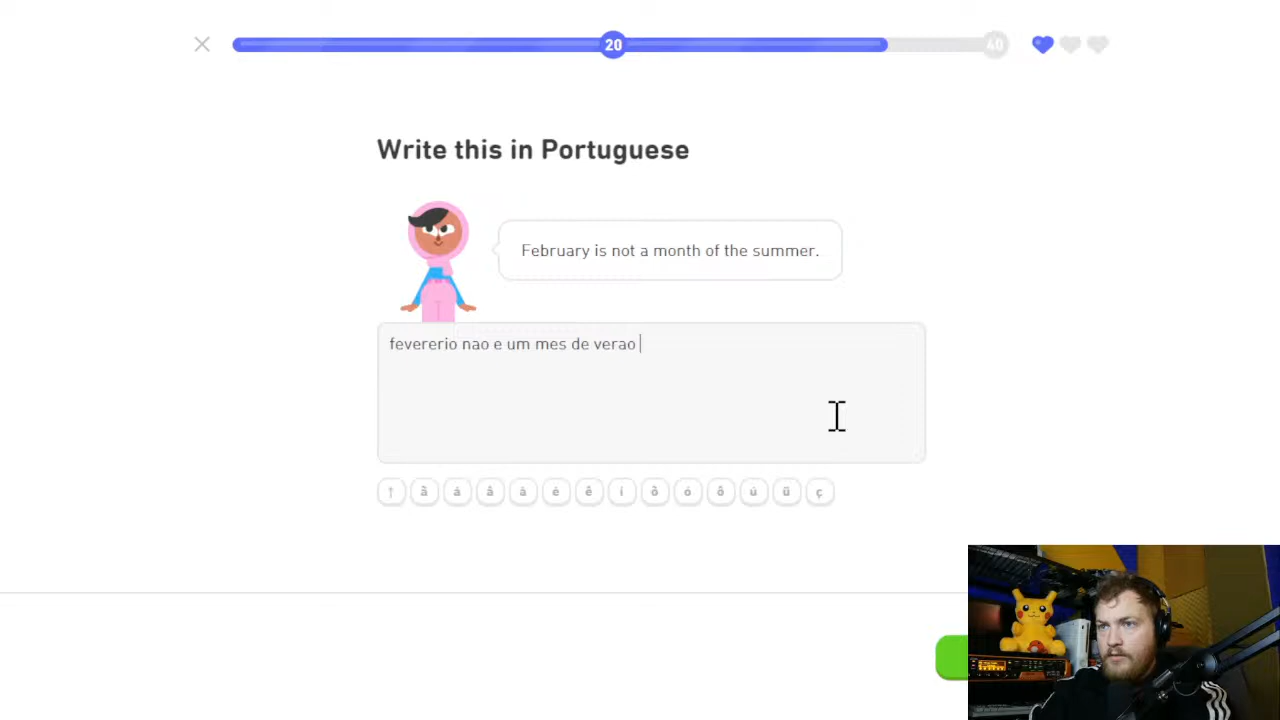 20
40
Write this in Portuguese
February is not a month of the summer.
fevererio nao e um mes de verao
↑ ã á â à é ê í õ ó ô ú ü ç